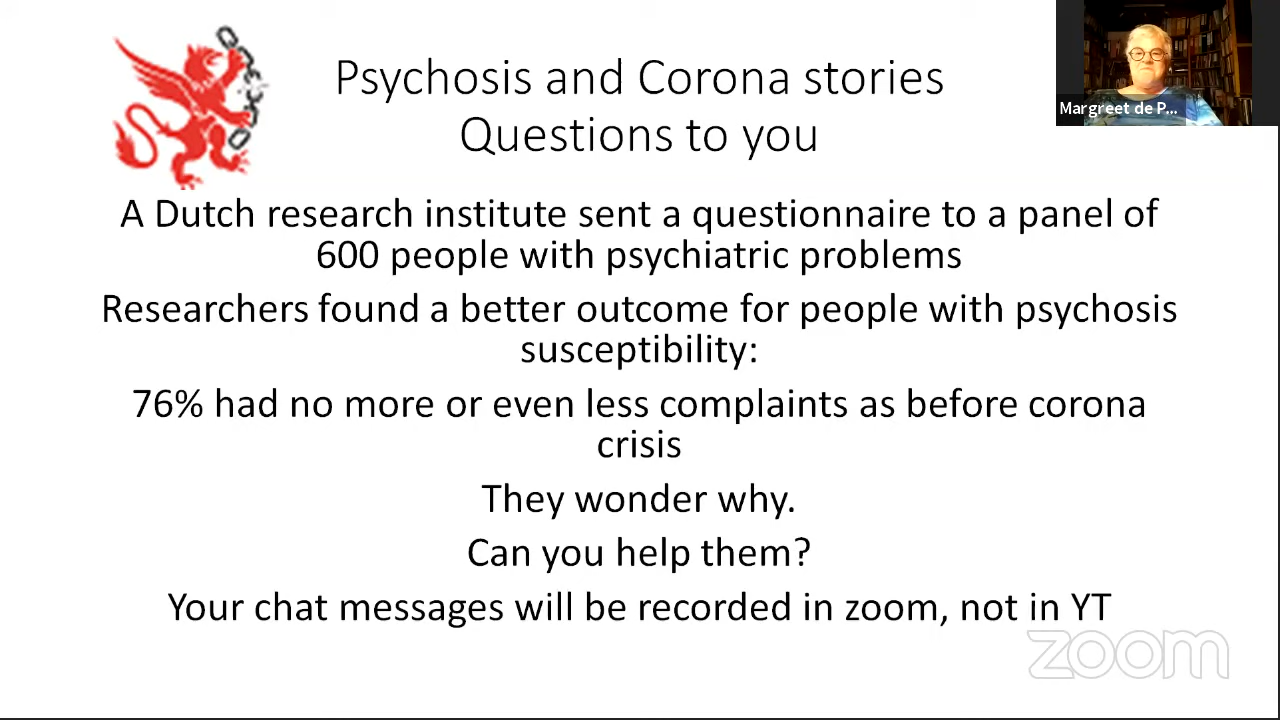 Psychosis and Corona stories
Questions to you
Margreet de P...
A Dutch research institute sent a questionnaire to a panel of
600 people with psychiatric problems
Researchers found a better outcome for people with psychosis
susceptibility:
76% had no more or even less complaints as before corona
crisis
They wonder why.
Can you help them?
Your chat messages will be recorded in zoom, not in YT
zoom